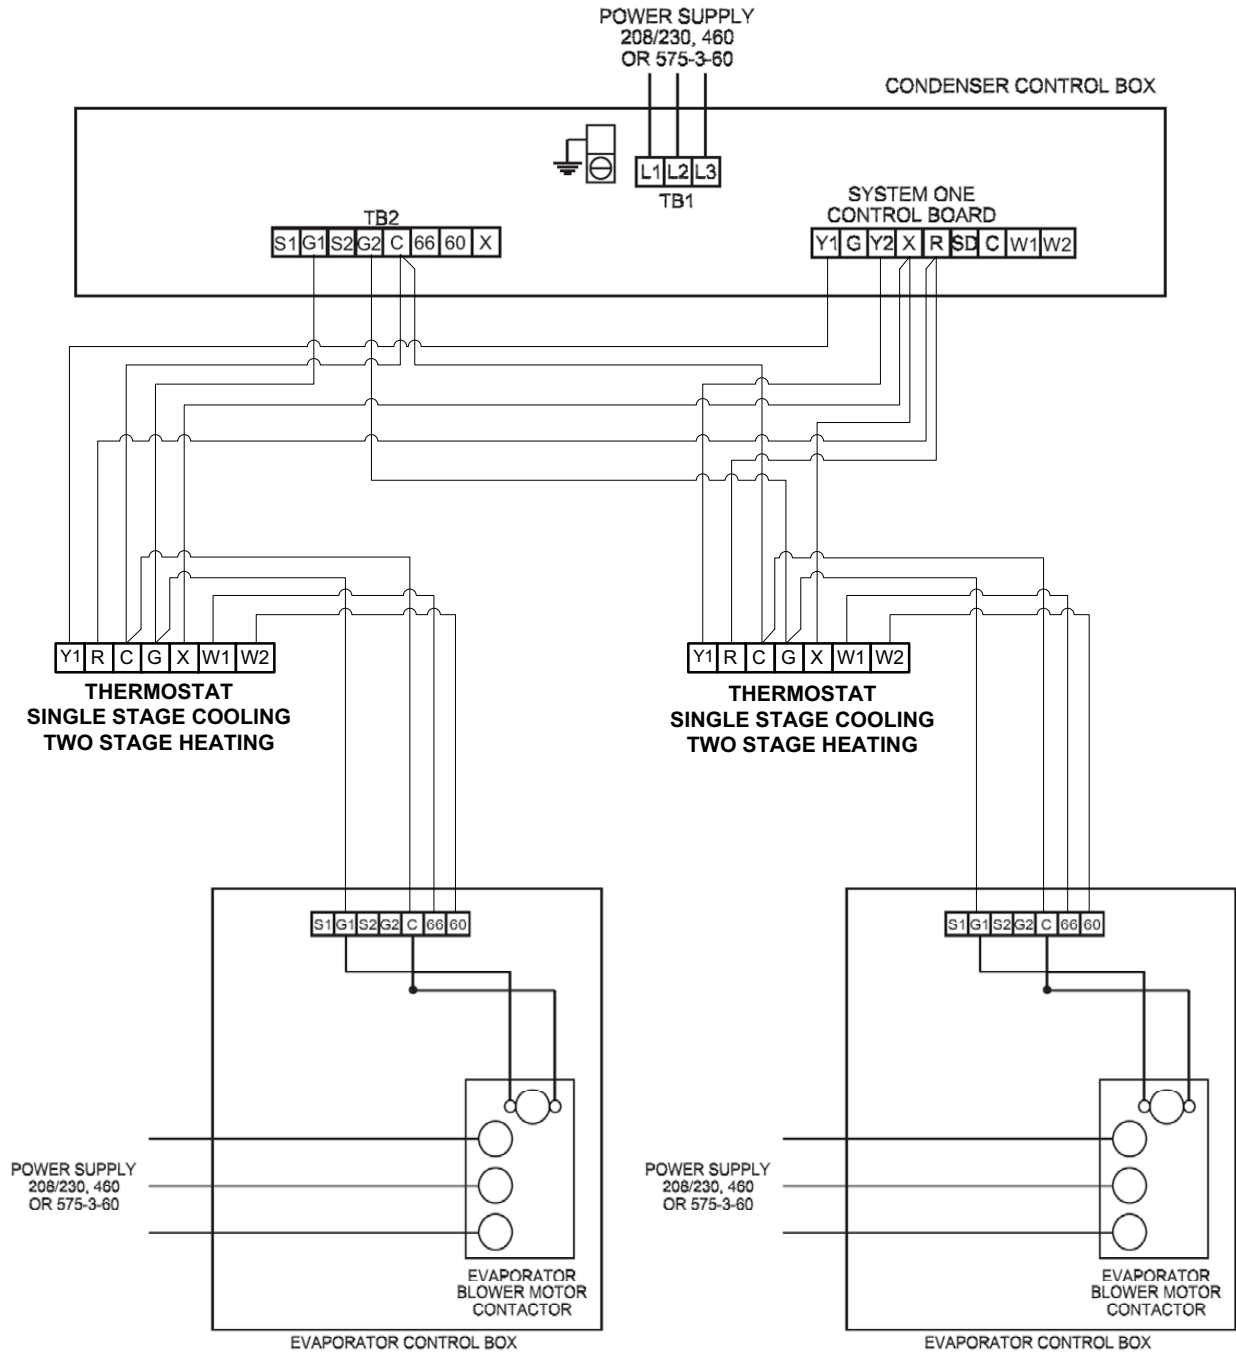 POWER SUPPLY
208/230, 460
OR 575-3-60
CONDENSER CONTROL BOX
L1 L2 L3
TB1
SYSTEM ONE
CONTROL BOARD
TB2
S1 G1 S2 G2 C 66 60 X
Y1 G Y2 X R SD C W1 W2
Y1 R C G X W1 W2
THERMOSTAT
SINGLE STAGE COOLING
TWO STAGE HEATING
Y1 R C G X W1 W2
THERMOSTAT
SINGLE STAGE COOLING
TWO STAGE HEATING
S1 G1 S2 G2 C 66 60
POWER SUPPLY
208/230, 460
OR 575-3-60
EVAPORATOR
BLOWER MOTOR
CONTACTOR
EVAPORATOR CONTROL BOX
S1 G1 S2 G2 C 66 60
POWER SUPPLY
208/230, 460
OR 575-3-60
EVAPORATOR
BLOWER MOTOR
CONTACTOR
EVAPORATOR CONTROL BOX